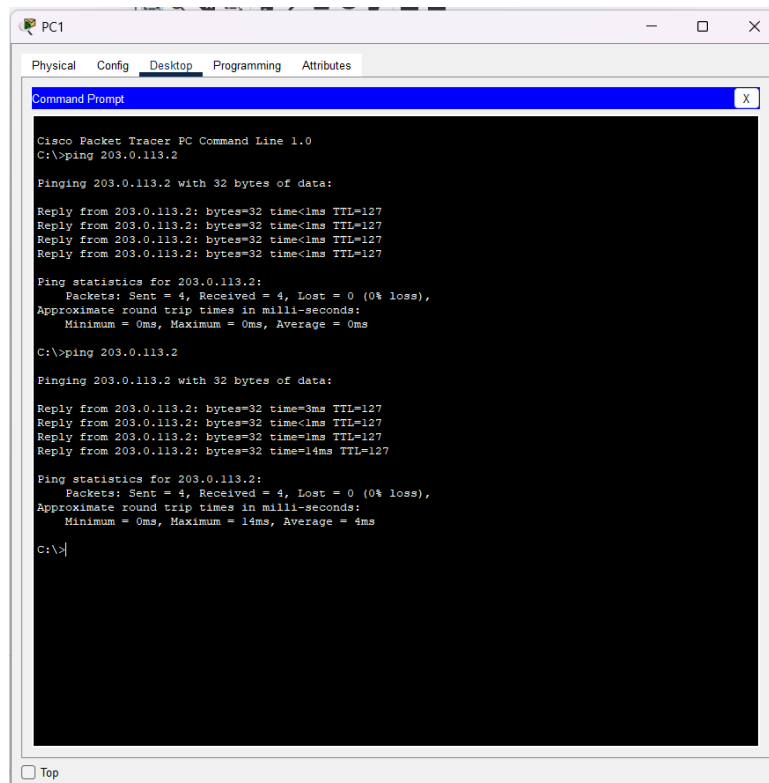 PC1
Physical Config Desktop Programming Attributes
Command Prompt
X
Cisco Packet Tracer PC Command Line 1.0
C:\>ping 203.0.113.2
Pinging 203.0.113.2 with 32 bytes of data:
Reply from 203.0.113.2: bytes=32 time<1ms TTL=127
Reply from 203.0.113.2: bytes=32 time<1ms TTL=127
Reply from 203.0.113.2: bytes=32 time<1ms TTL=127
Reply from 203.0.113.2: bytes=32 time<1ms TTL=127
Ping statistics for 203.0.113.2:
Packets: Sent = 4, Received = 4, Lost = 0 (0% loss),
Approximate round trip times in milli-seconds:
Minimum = 0ms, Maximum = 0ms, Average = 0ms
C:\>ping 203.0.113.2
Pinging 203.0.113.2 with 32 bytes of data:
Reply from 203.0.113.2: bytes=32 time=3ms TTL=127
Reply from 203.0.113.2: bytes=32 time<1ms TTL=127
Reply from 203.0.113.2: bytes=32 time=1ms TTL=127
Reply from 203.0.113.2: bytes=32 time=14ms TTL=127
Ping statistics for 203.0.113.2:
Packets: Sent = 4, Received = 4, Lost = 0 (0% loss),
Approximate round trip times in milli-seconds:
Minimum = 0ms, Maximum = 14ms, Average = 4ms
C:\>
Top